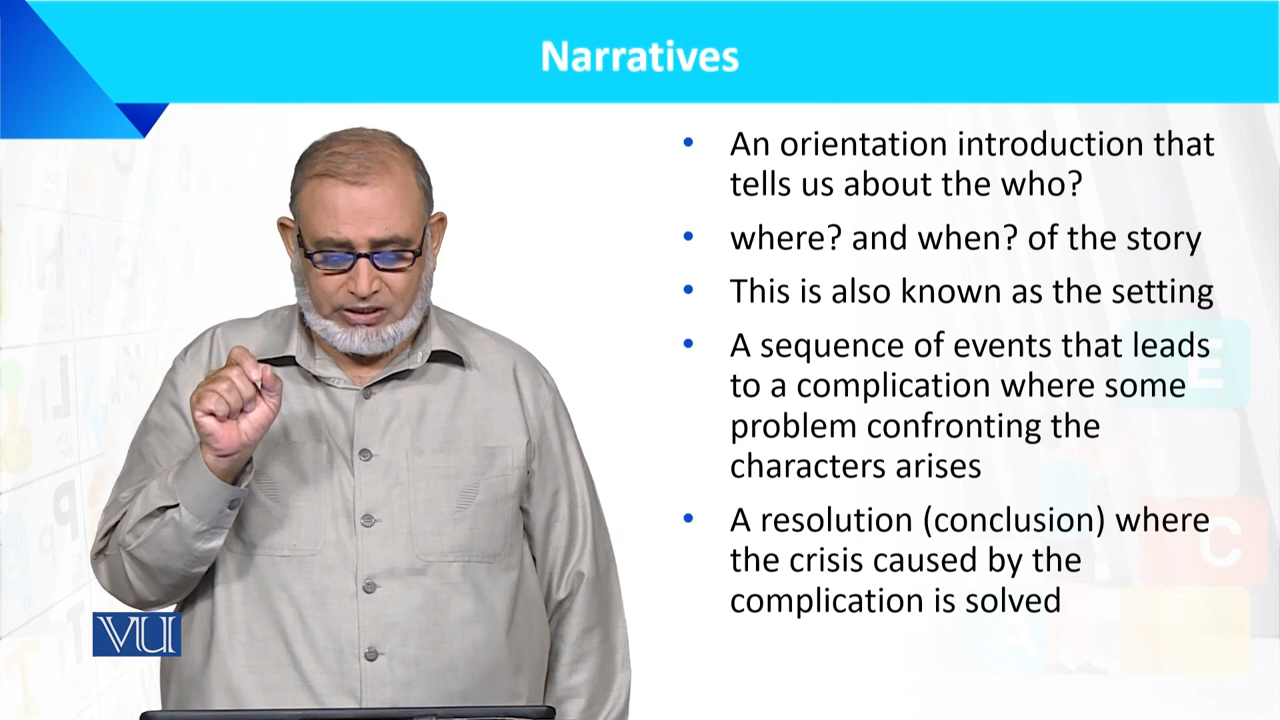 Narratives
• An orientation introduction that
tells us about the who?
• where? and when? of the story
• This is also known as the setting
• A sequence of events that leads
to a complication where some
problem confronting the
characters arises
• A resolution (conclusion) where
the crisis caused by the
complication is solved
VU
E
C
A